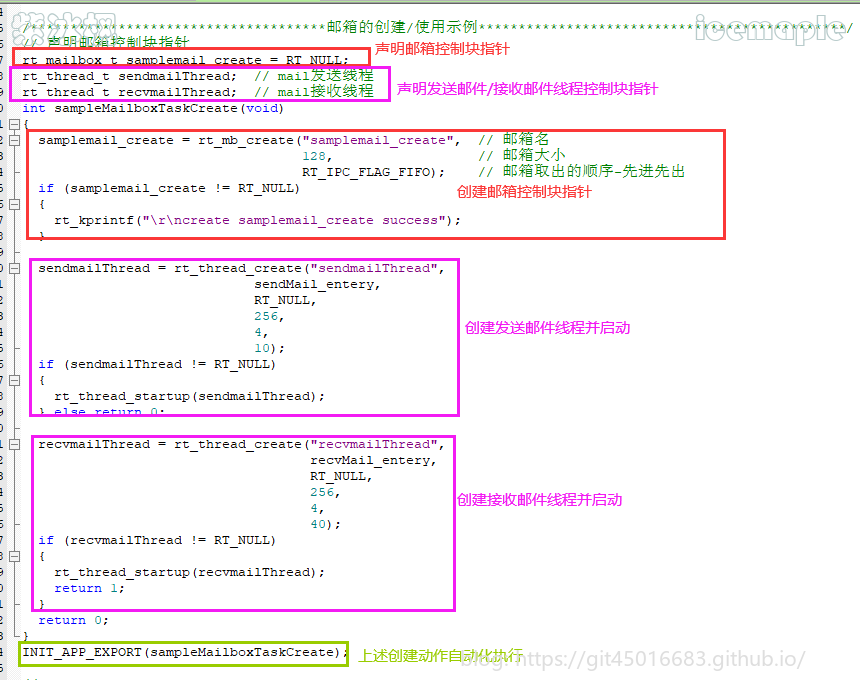 紫冰凤
icemaple
/***********************************邮箱的创建/使用示例*****************************************/
// 声明邮箱控制块指针
声明邮箱控制块指针
rt_mailbox_t samplemail_create = RT_NULL;
rt_thread_t sendmailThread;  // mail发送线程
声明发送邮件/接收邮件线程控制块指针
rt_thread_t recvmailThread;  // mail接收线程
int sampleMailboxTaskCreate(void)
{
samplemail_create = rt_mb_create("samplemail_create",  // 邮箱名
128,                  // 邮箱大小
RT_IPC_FLAG_FIFO);    // 邮箱取出的顺序-先进先出
if (samplemail_create != RT_NULL)
创建邮箱控制块指针
{
rt_kprintf("\r\ncreate samplemail_create success");
}
sendmailThread = rt_thread_create("sendmailThread",
sendMail_entery,
RT_NULL,
256,
创建发送邮件线程并启动
4,
10);
if (sendmailThread != RT_NULL)
{
rt_thread_startup(sendmailThread);
} else return 0;
recvmailThread = rt_thread_create("recvmailThread",
recvMail_entery,
RT_NULL,
256,
创建接收邮件线程并启动
4,
40);
if (recvmailThread != RT_NULL)
{
rt_thread_startup(recvmailThread);
return 1;
}
return 0;
}
INIT_APP_EXPORT(sampleMailboxTaskCreate);
上述创建动作自动化执行
blog: https://git45016683.github.io/